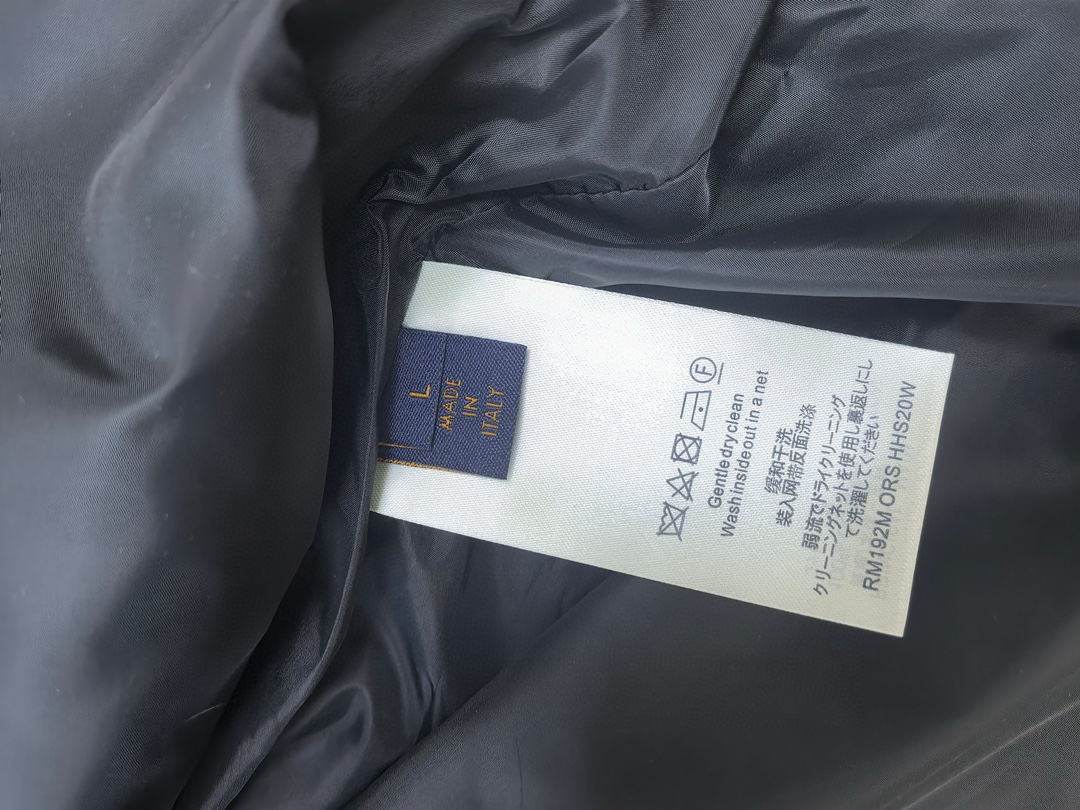 L
MADE
IN
ITALY
F
Gentle dry clean
Wash inside out in a net
缓和干洗
装入网带反面洗涤
弱流でドライクリーニング
クリーニングネットを使用し裏返しにし
て洗濯してください
RM192M ORS HHS20W